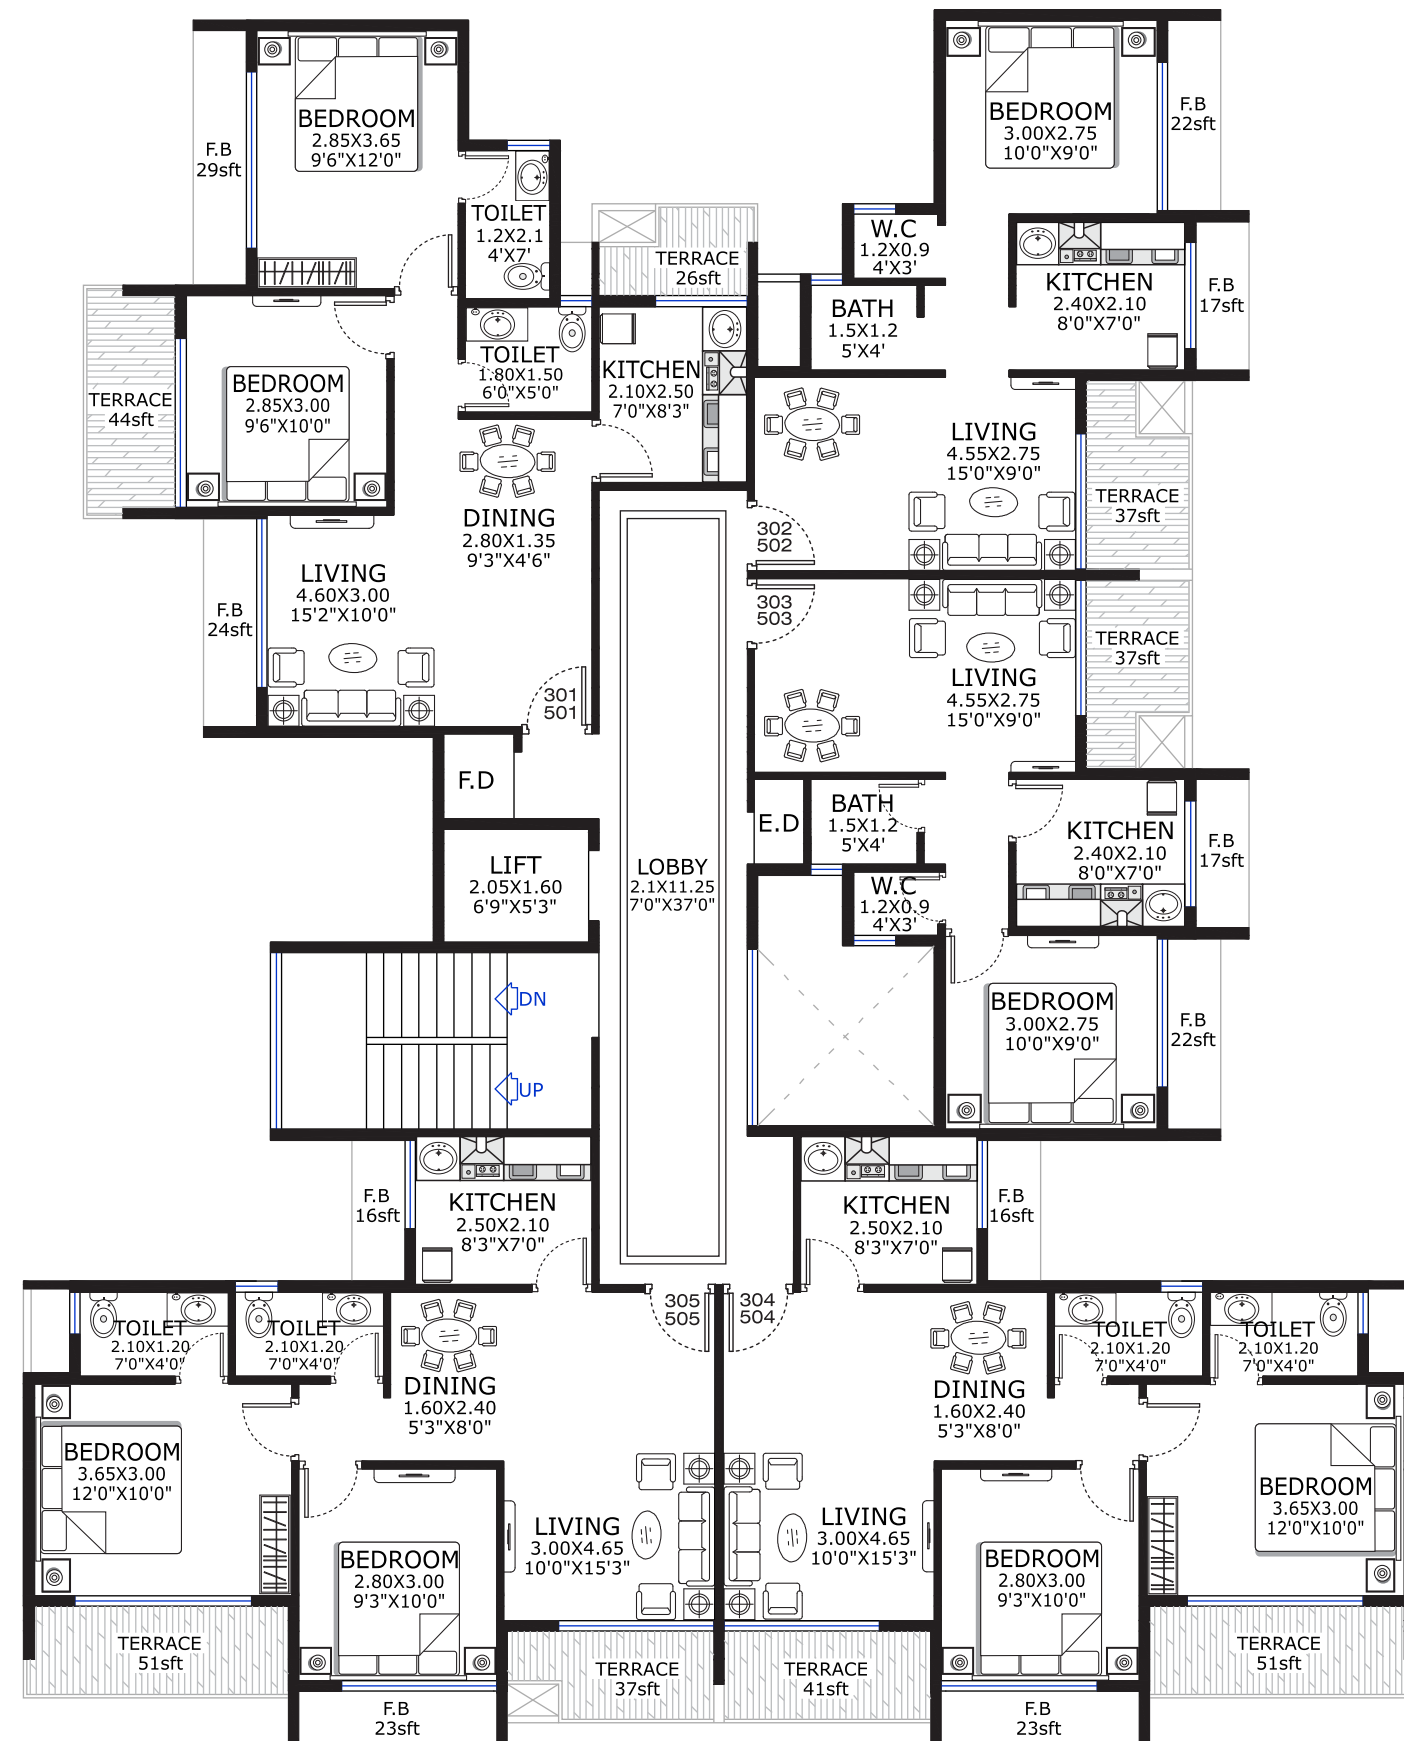 BEDROOM
2.85X3.65
9'6"X12'0"
F.B
29sft
TOILET
1.2X2.1
4'X7'
TERRACE
26sft
BEDROOM
2.85X3.00
9'6"X10'0"
TERRACE
44sft
TOILET
1.80X1.50
6'0"X5'0"
KITCHEN
2.10X2.50
7'0"X8'3"
DINING
2.80X1.35
9'3"X4'6"
LIVING
4.60X3.00
15'2"X10'0"
F.B
24sft
301
501
BEDROOM
3.00X2.75
10'0"X9'0"
F.B
22sft
W.C
1.2X0.9
4'X3'
BATH
1.5X1.2
5'X4'
KITCHEN
2.40X2.10
8'0"X7'0"
F.B
17sft
LIVING
4.55X2.75
15'0"X9'0"
TERRACE
37sft
302
502
303
503
LIVING
4.55X2.75
15'0"X9'0"
TERRACE
37sft
F.D
LIFT
2.05X1.60
6'9"X5'3"
LOBBY
2.1X11.25
7'0"X37'0"
E.D
BATH
1.5X1.2
5'X4'
W.C
1.2X0.9
4'X3'
KITCHEN
2.40X2.10
8'0"X7'0"
F.B
17sft
BEDROOM
3.00X2.75
10'0"X9'0"
F.B
22sft
DN
UP
F.B
16sft
KITCHEN
2.50X2.10
8'3"X7'0"
KITCHEN
2.50X2.10
8'3"X7'0"
F.B
16sft
305
505
304
504
TOILET
2.10X1.20
7'0"X4'0"
TOILET
2.10X1.20
7'0"X4'0"
DINING
1.60X2.40
5'3"X8'0"
BEDROOM
3.65X3.00
12'0"X10'0"
BEDROOM
2.80X3.00
9'3"X10'0"
LIVING
3.00X4.65
10'0"X15'3"
TERRACE
51sft
F.B
23sft
TERRACE
37sft
DINING
1.60X2.40
5'3"X8'0"
TOILET
2.10X1.20
7'0"X4'0"
TOILET
2.10X1.20
7'0"X4'0"
LIVING
3.00X4.65
10'0"X15'3"
BEDROOM
2.80X3.00
9'3"X10'0"
BEDROOM
3.65X3.00
12'0"X10'0"
TERRACE
41sft
F.B
23sft
TERRACE
51sft